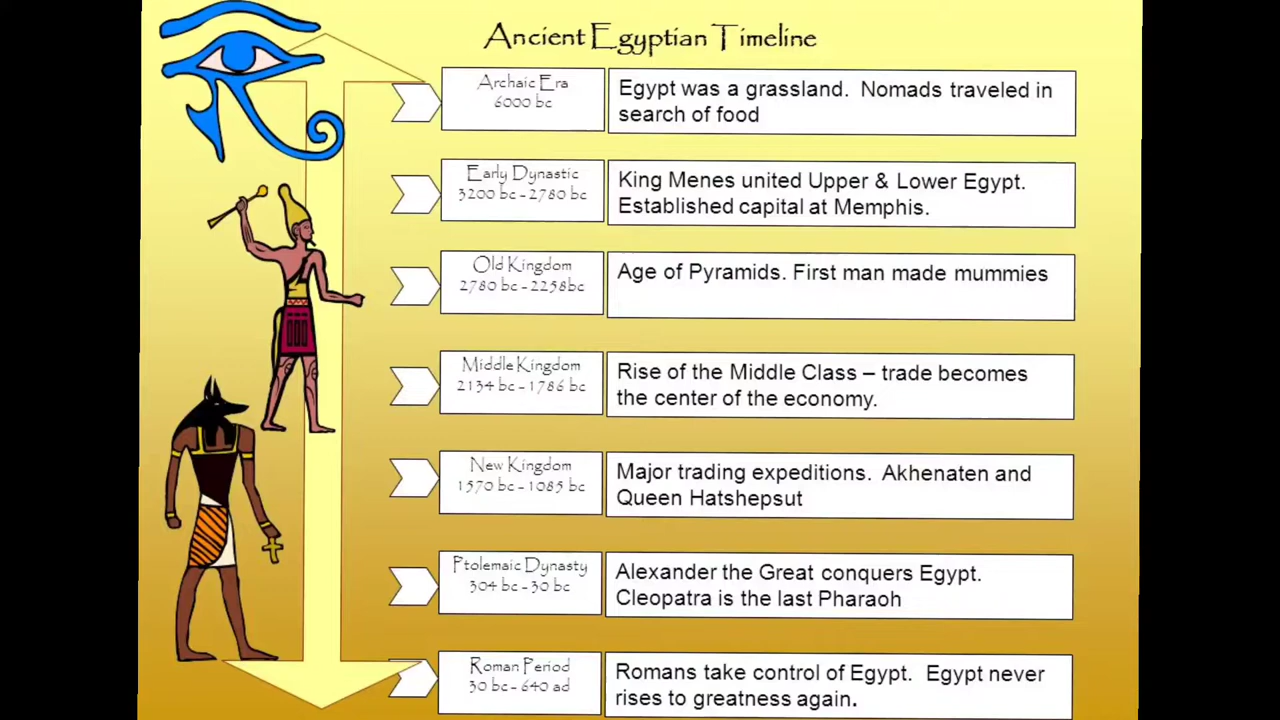 Ancient Egyptian Timeline
Archaic Era
6000 bc
Egypt was a grassland. Nomads traveled in
search of food
Early Dynastic
3200 bc - 2780 bc
King Menes united Upper & Lower Egypt.
Established capital at Memphis.
Old Kingdom
2780 bc - 2258bc
Age of Pyramids. First man made mummies
Middle Kingdom
2134 bc - 1786 bc
Rise of the Middle Class – trade becomes
the center of the economy.
New Kingdom
1570 bc - 1085 bc
Major trading expeditions. Akhenaten and
Queen Hatshepsut
Ptolemaic Dynasty
304 bc - 30 bc
Alexander the Great conquers Egypt.
Cleopatra is the last Pharaoh
Roman Period
30 bc - 640 ad
Romans take control of Egypt. Egypt never
rises to greatness again.